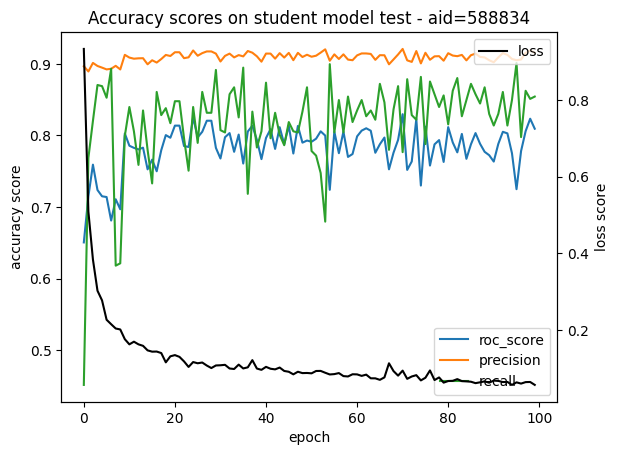 Accuracy scores on student model test - aid=588834
loss
0.9
0.8
0.7
0.6
0.5
accuracy score
0.8
0.6
0.4
0.2
loss score
roc_score
precision
recall
0
20
40
60
80
100
epoch